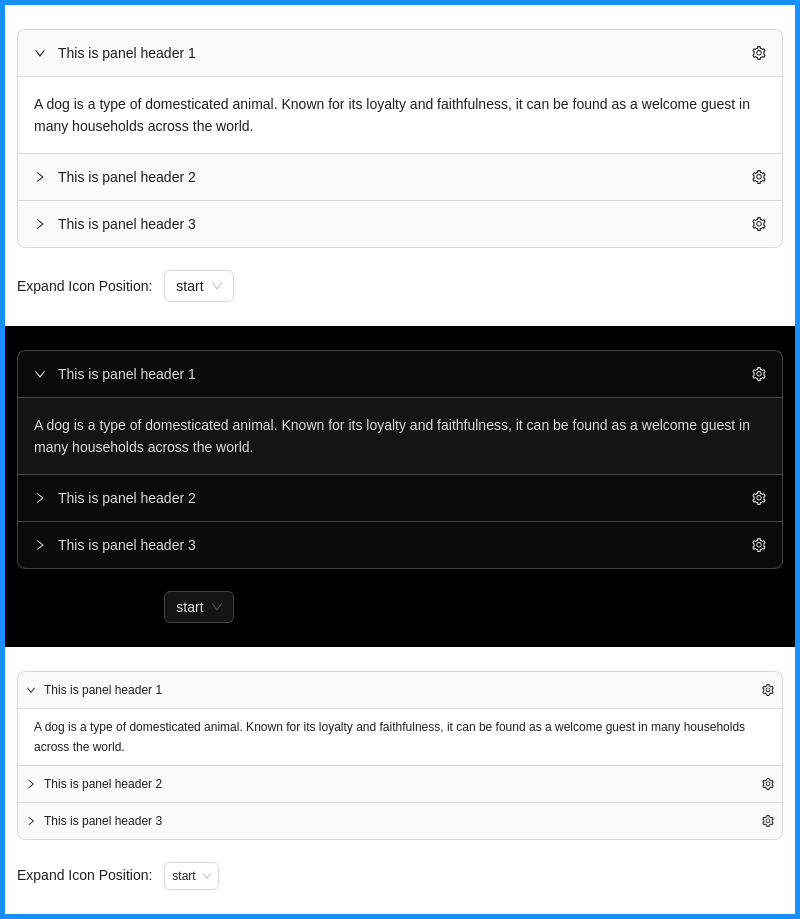 This is panel header 1
A dog is a type of domesticated animal. Known for its loyalty and faithfulness, it can be found as a welcome guest in
many households across the world.
This is panel header 2
This is panel header 3
Expand Icon Position: start
This is panel header 1
A dog is a type of domesticated animal. Known for its loyalty and faithfulness, it can be found as a welcome guest in
many households across the world.
This is panel header 2
This is panel header 3
start
This is panel header 1
A dog is a type of domesticated animal. Known for its loyalty and faithfulness, it can be found as a welcome guest in many households
across the world.
This is panel header 2
This is panel header 3
Expand Icon Position: start